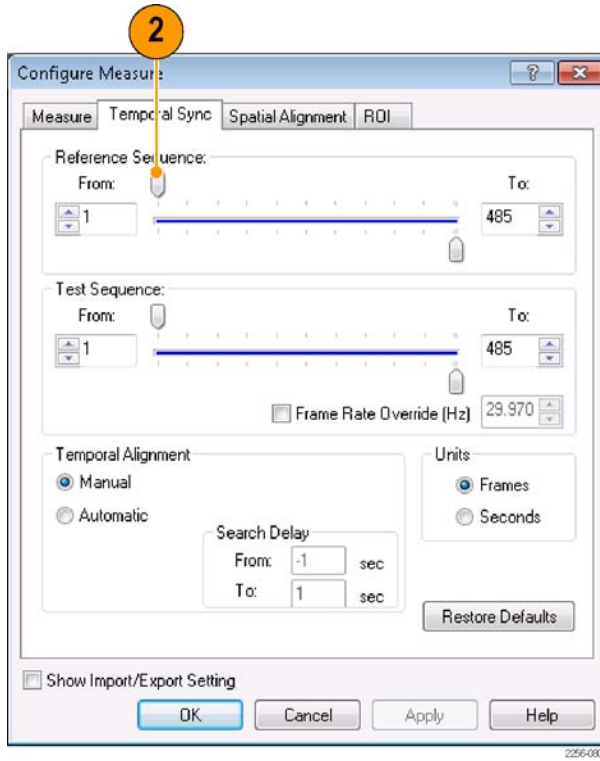 2
Configure Measure
Measure Temporal Sync Spatial Alignment ROI
Reference Sequence:
From: To:
1 485
Test Sequence:
From: To:
1 485
Frame Rate Override (Hz) 29.970
Temporal Alignment Units
Manual Frames
Automatic Seconds
Search Delay
From: -1 sec
To: 1 sec
Restore Defaults
Show Import/Export Setting
OK Cancel Apply Help
2256-080